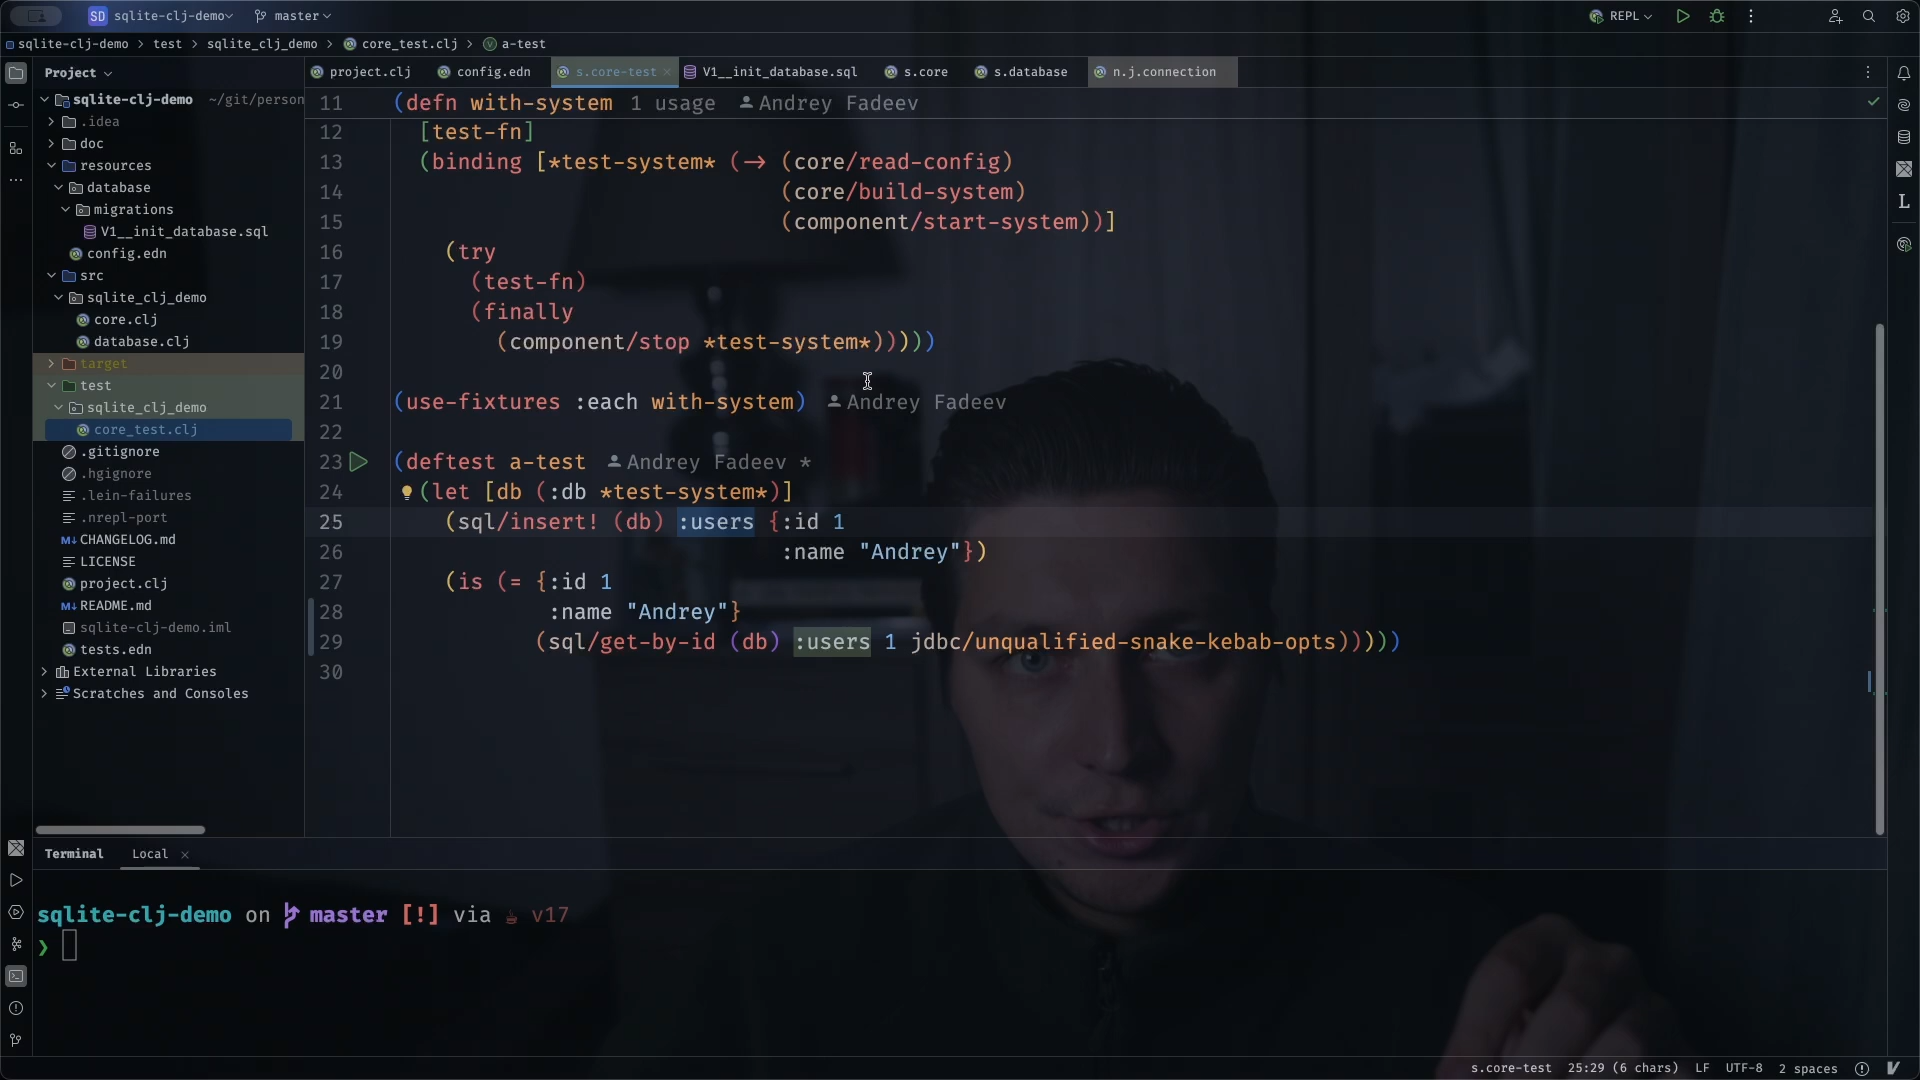 SD sqlite-clj-demo master REPL
sqlite-clj-demo > test > sqlite_clj_demo > core_test.clj > a-test
Project
project.clj config.edn s.core-test V1__init_database.sql s.core s.database n.j.connection
sqlite-clj-demo ~/git/person
.idea
doc
resources
database
migrations
V1__init_database.sql
config.edn
src
sqlite_clj_demo
core.clj
database.clj
target
test
sqlite_clj_demo
core_test.clj
.gitignore
.hgignore
.lein-failures
.nrepl-port
CHANGELOG.md
LICENSE
project.clj
README.md
sqlite-clj-demo.iml
tests.edn
External Libraries
Scratches and Consoles
11 (defn with-system 1 usage Andrey Fadeev
12 [test-fn]
13 (binding [*test-system* (-> (core/read-config)
14 (core/build-system)
15 (component/start-system))]
16 (try
17 (test-fn)
18 (finally
19 (component/stop *test-system*)))))
20
21 (use-fixtures :each with-system) Andrey Fadeev
22
23 (deftest a-test Andrey Fadeev *
24 (let [db (:db *test-system*)]
25 (sql/insert! (db) :users {:id 1
26 :name "Andrey"})
27 (is (= {:id 1
28 :name "Andrey"}
29 (sql/get-by-id (db) :users 1 jdbc/unqualified-snake-kebab-opts)))))
30
Terminal Local
sqlite-clj-demo on master [!] via v17
❯
s.core-test 25:29 (6 chars) LF UTF-8 2 spaces